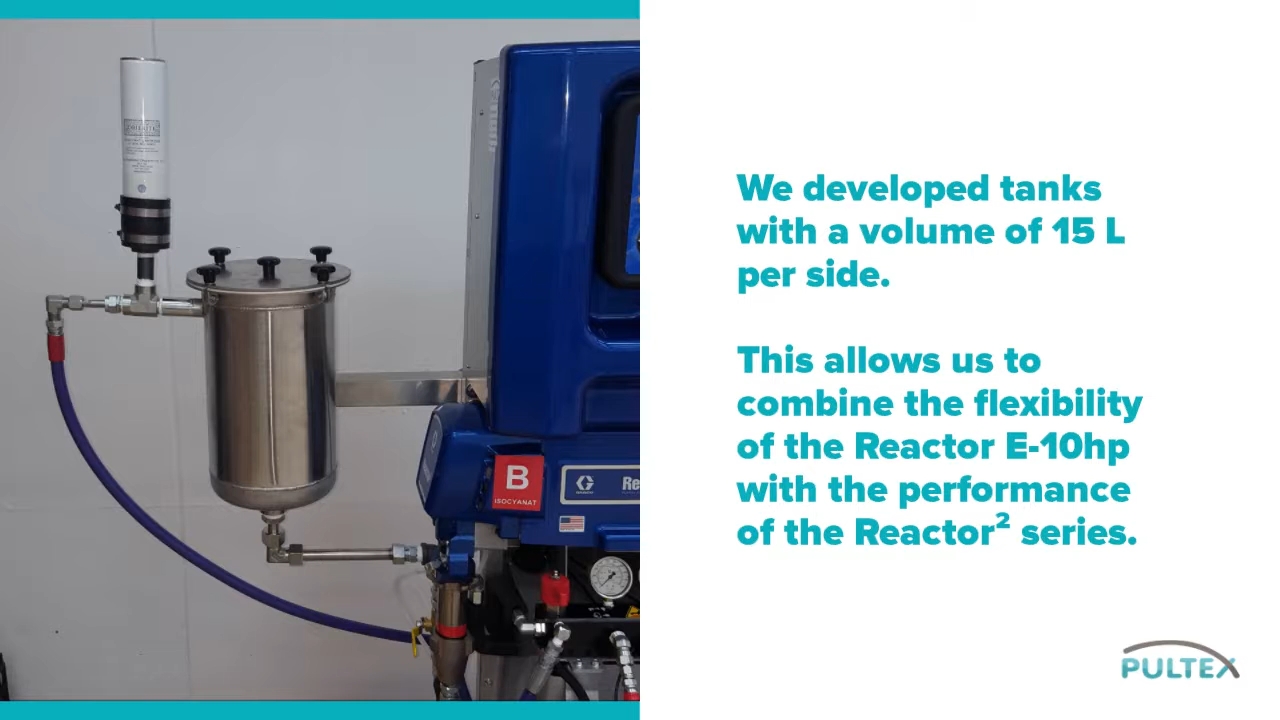 We developed tanks
with a volume of 15 L
per side.
This allows us to
combine the flexibility
of the Reactor E-10hp
with the performance
of the Reactor² series.
B
ISOCYANAT
Re
PULTEX